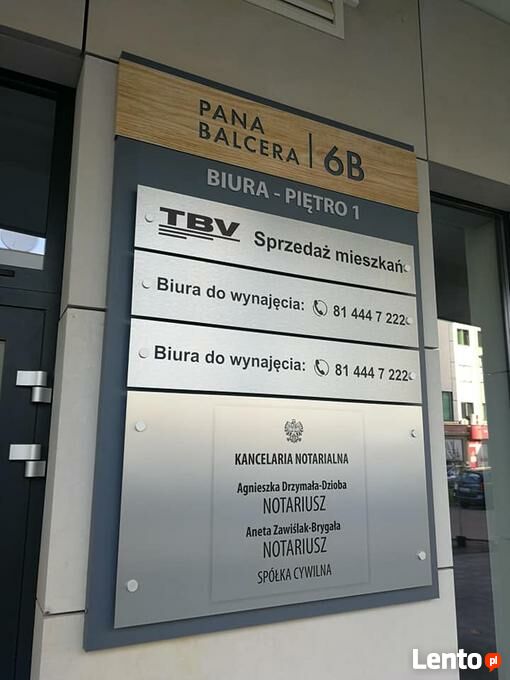 PANA
BALCERA | 6B
BIURA - PIĘTRO 1
TBV Sprzedaż mieszkań
Biura do wynajęcia: 81 444 7 222
Biura do wynajęcia: 81 444 7 222
KANCELARIA NOTARIALNA
Agnieszka Drzymała-Dzioba
NOTARIUSZ
Aneta Zawiślak-Brygała
NOTARIUSZ
SPÓŁKA CYWILNA
Lento.pl